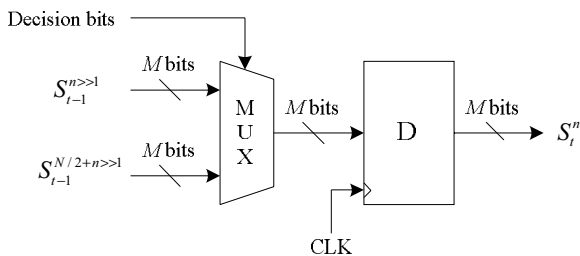 Decision bits
M bits
S_{t-1}^{n>>1}
M
U
X
M bits
D
M bits
S_t^n
M bits
S_{t-1}^{N/2+n>>1}
CLK